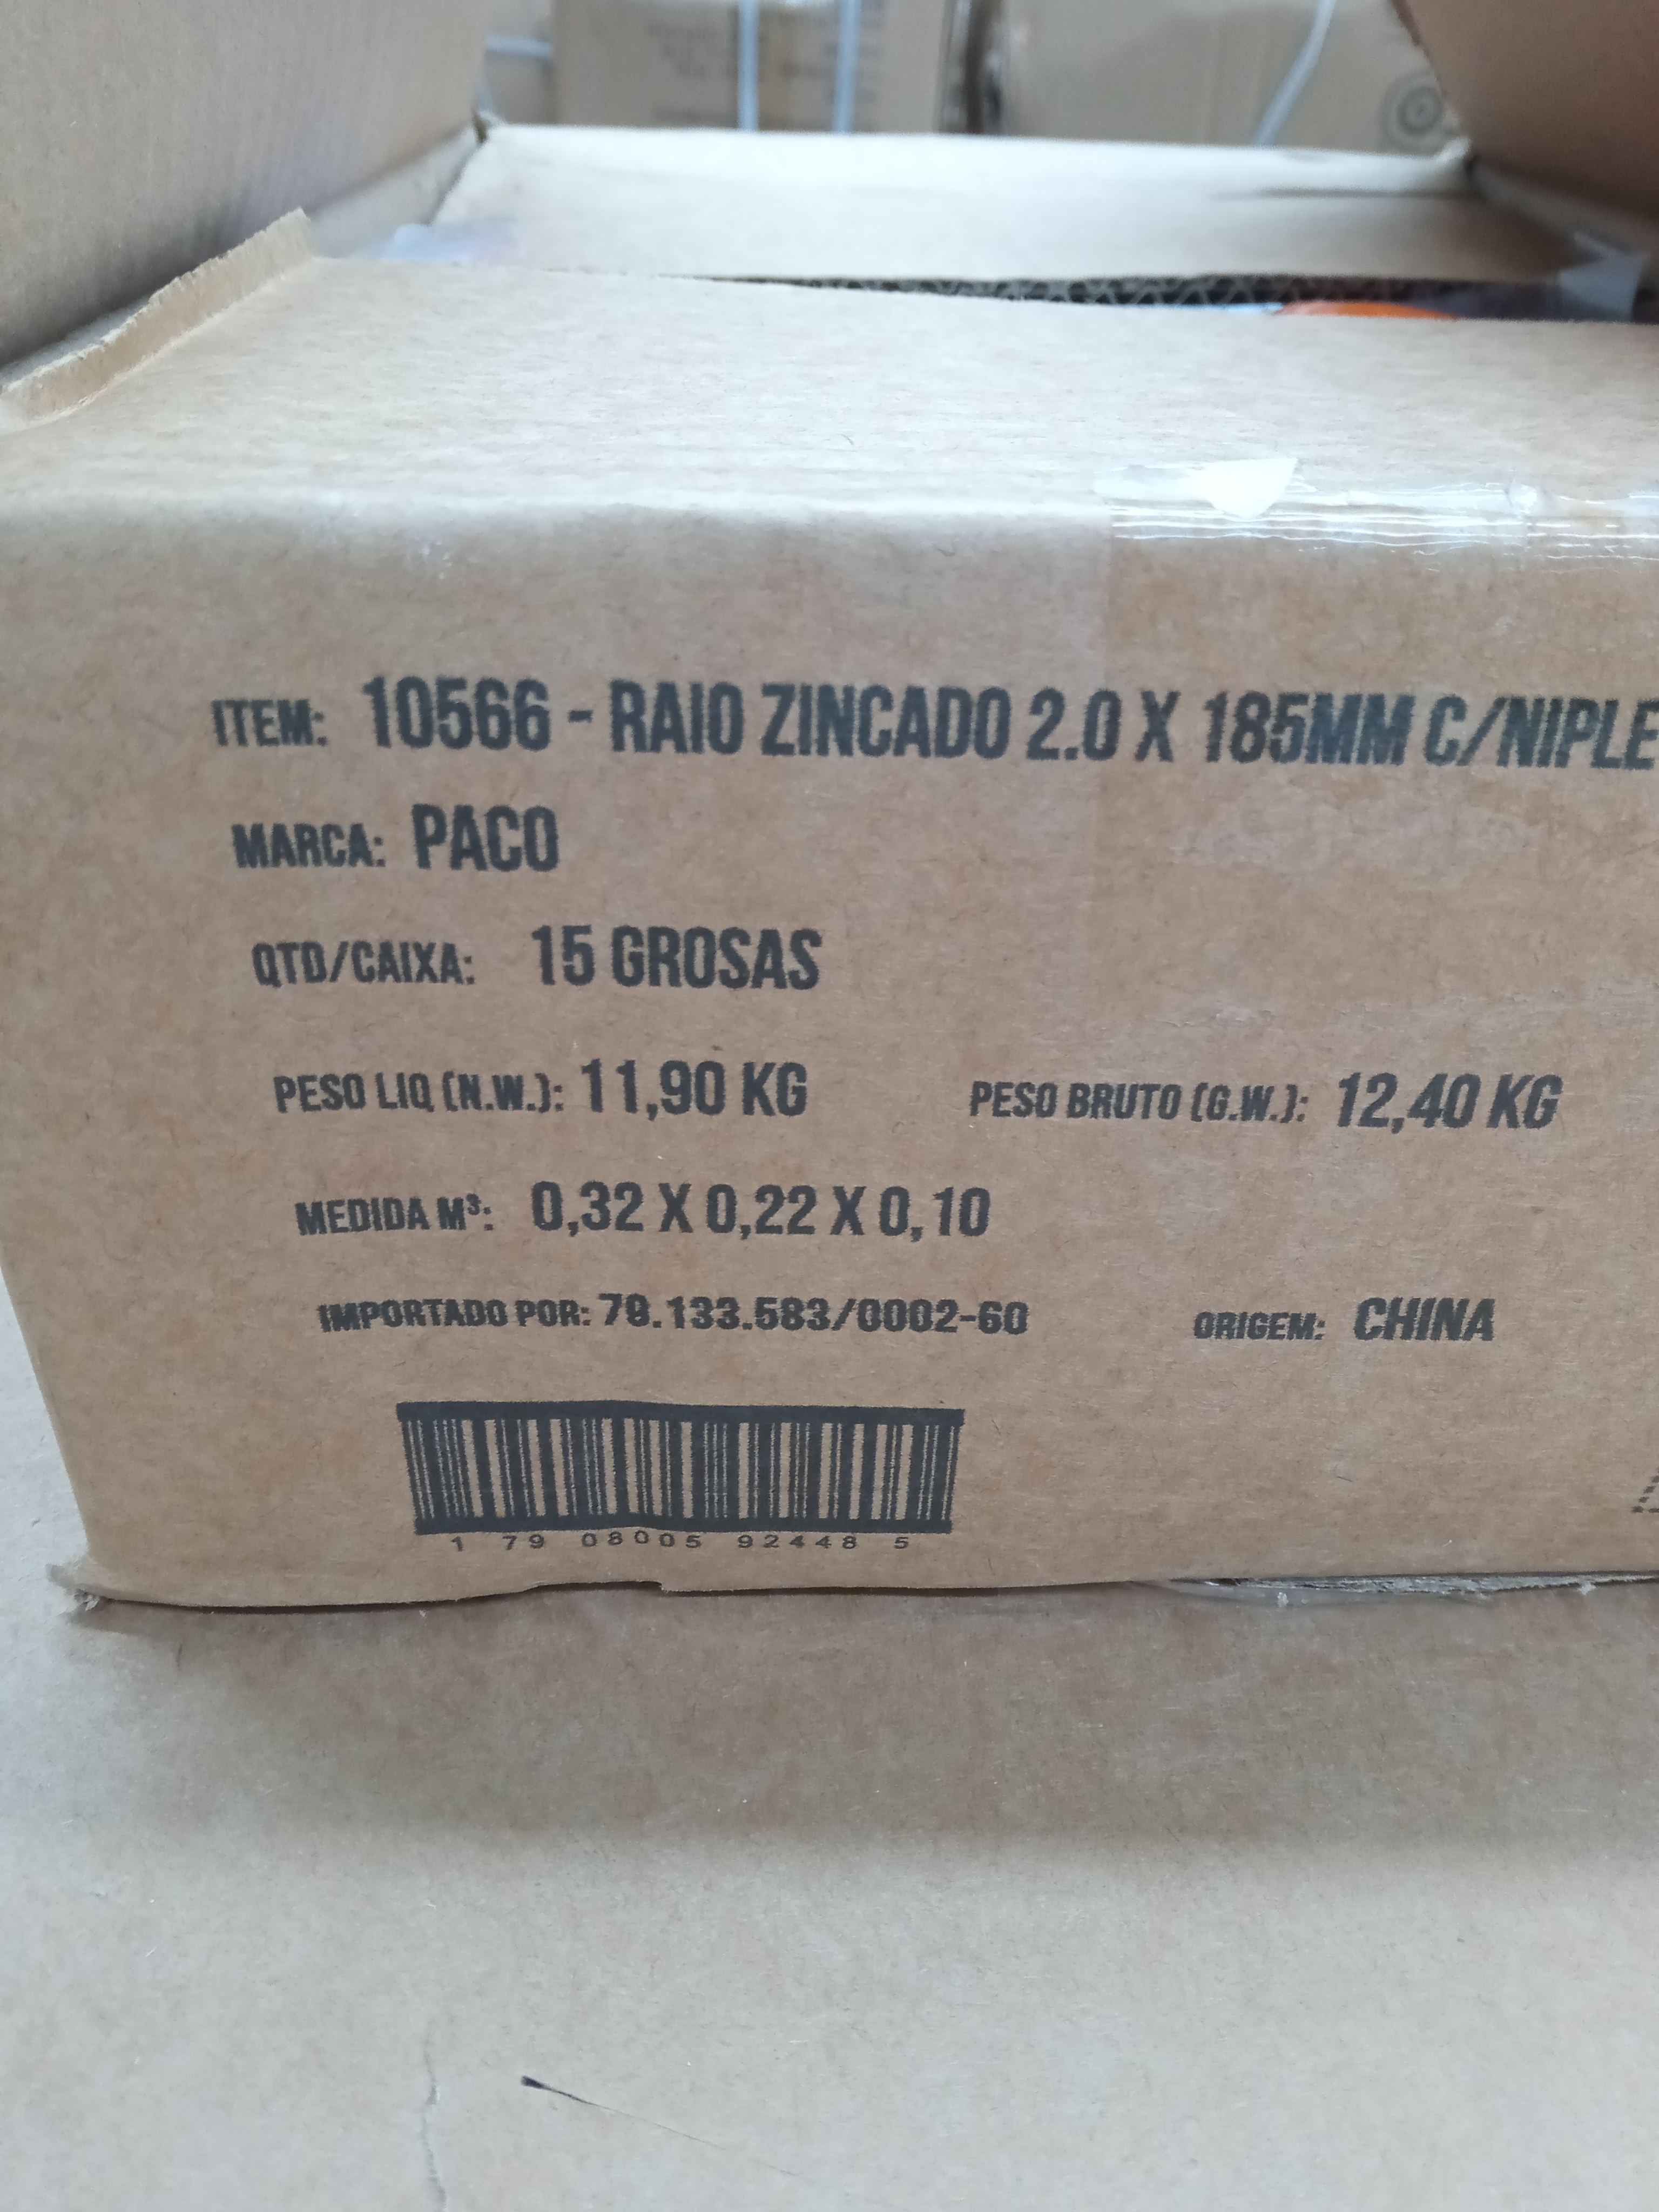 ITEM: 10566 - RAIO ZINCADO 2.0 X 185MM C/NIPLE
MARCA: PACO
QTD/CAIXA: 15 GROSAS
PESO LIQ (N.W.): 11,90 KG PESO BRUTO (G.W.): 12,40 KG
MEDIDA M³: 0,32 X 0,22 X 0,10
IMPORTADO POR: 79.133.583/0002-60 ORIGEM: CHINA
1 79 08005 92448 5